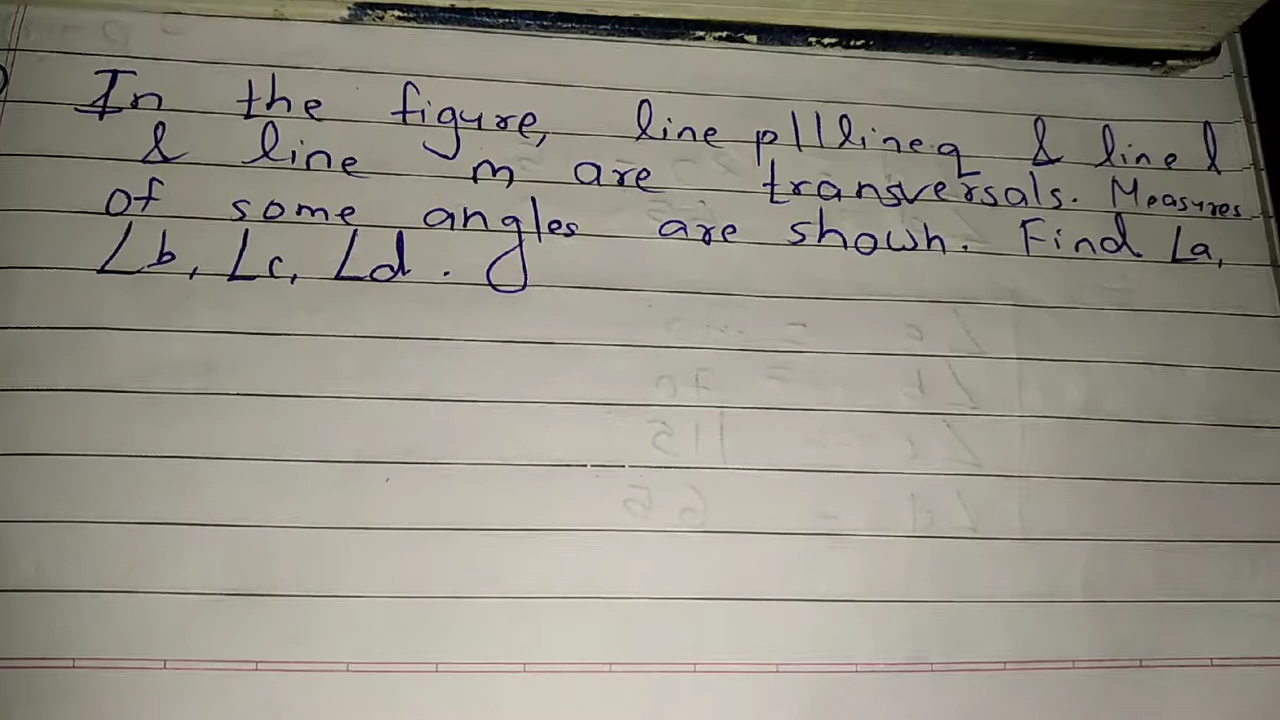 In the figure, line p||line q & line l
& line m are transversals. Measures
of some angles are shown. Find ∠a,
∠b, ∠c, ∠d.